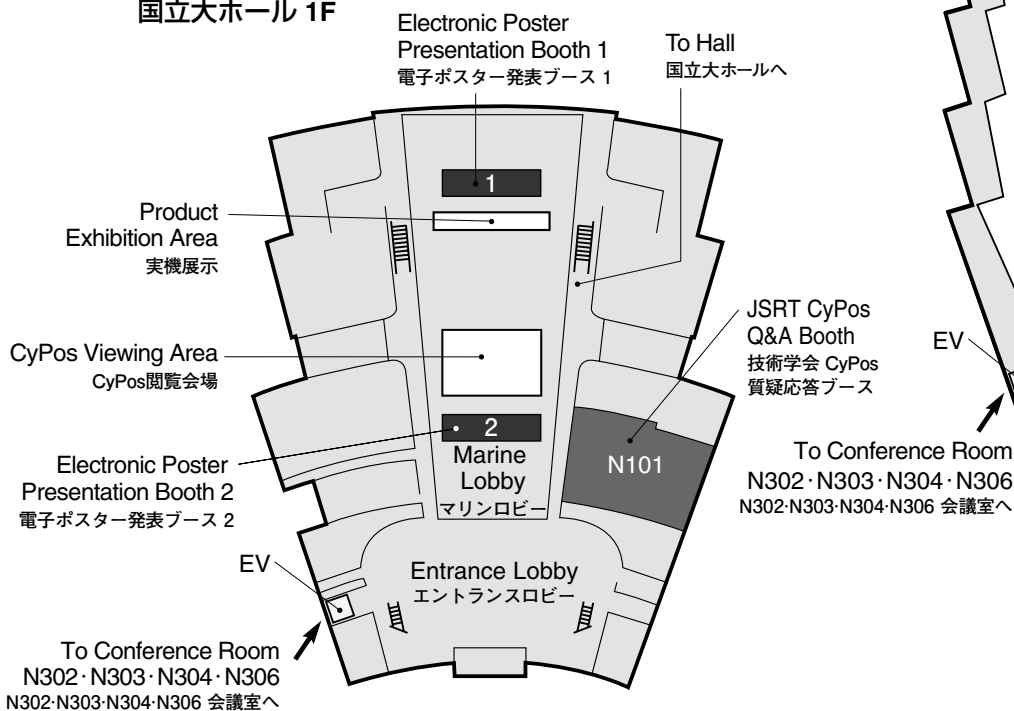 国立大ホール 1F
Electronic Poster
Presentation Booth 1
電子ポスター発表ブース 1
To Hall
国立大ホールへ
1
Product
Exhibition Area
実機展示
CyPos Viewing Area
CyPos閲覧会場
JSRT CyPos
Q&A Booth
技術学会 CyPos
質疑応答ブース
EV
2
Marine
Lobby
マリンロビー
N101
Electronic Poster
Presentation Booth 2
電子ポスター発表ブース 2
To Conference Room
N302・N303・N304・N306
N302・N303・N304・N306 会議室へ
EV
Entrance Lobby
エントランスロビー
To Conference Room
N302・N303・N304・N306
N302・N303・N304・N306 会議室へ